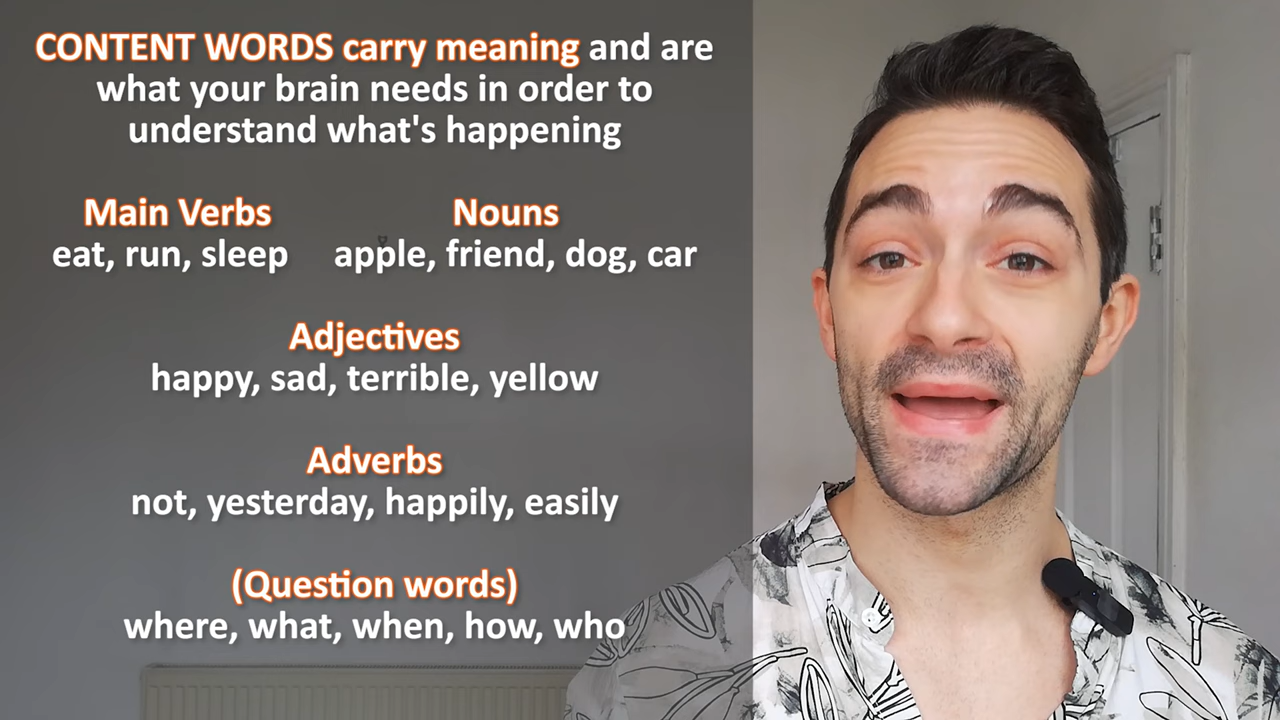 CONTENT WORDS carry meaning and are
what your brain needs in order to
understand what's happening
Main Verbs
eat, run, sleep
Nouns
apple, friend, dog, car
Adjectives
happy, sad, terrible, yellow
Adverbs
not, yesterday, happily, easily
(Question words)
where, what, when, how, who